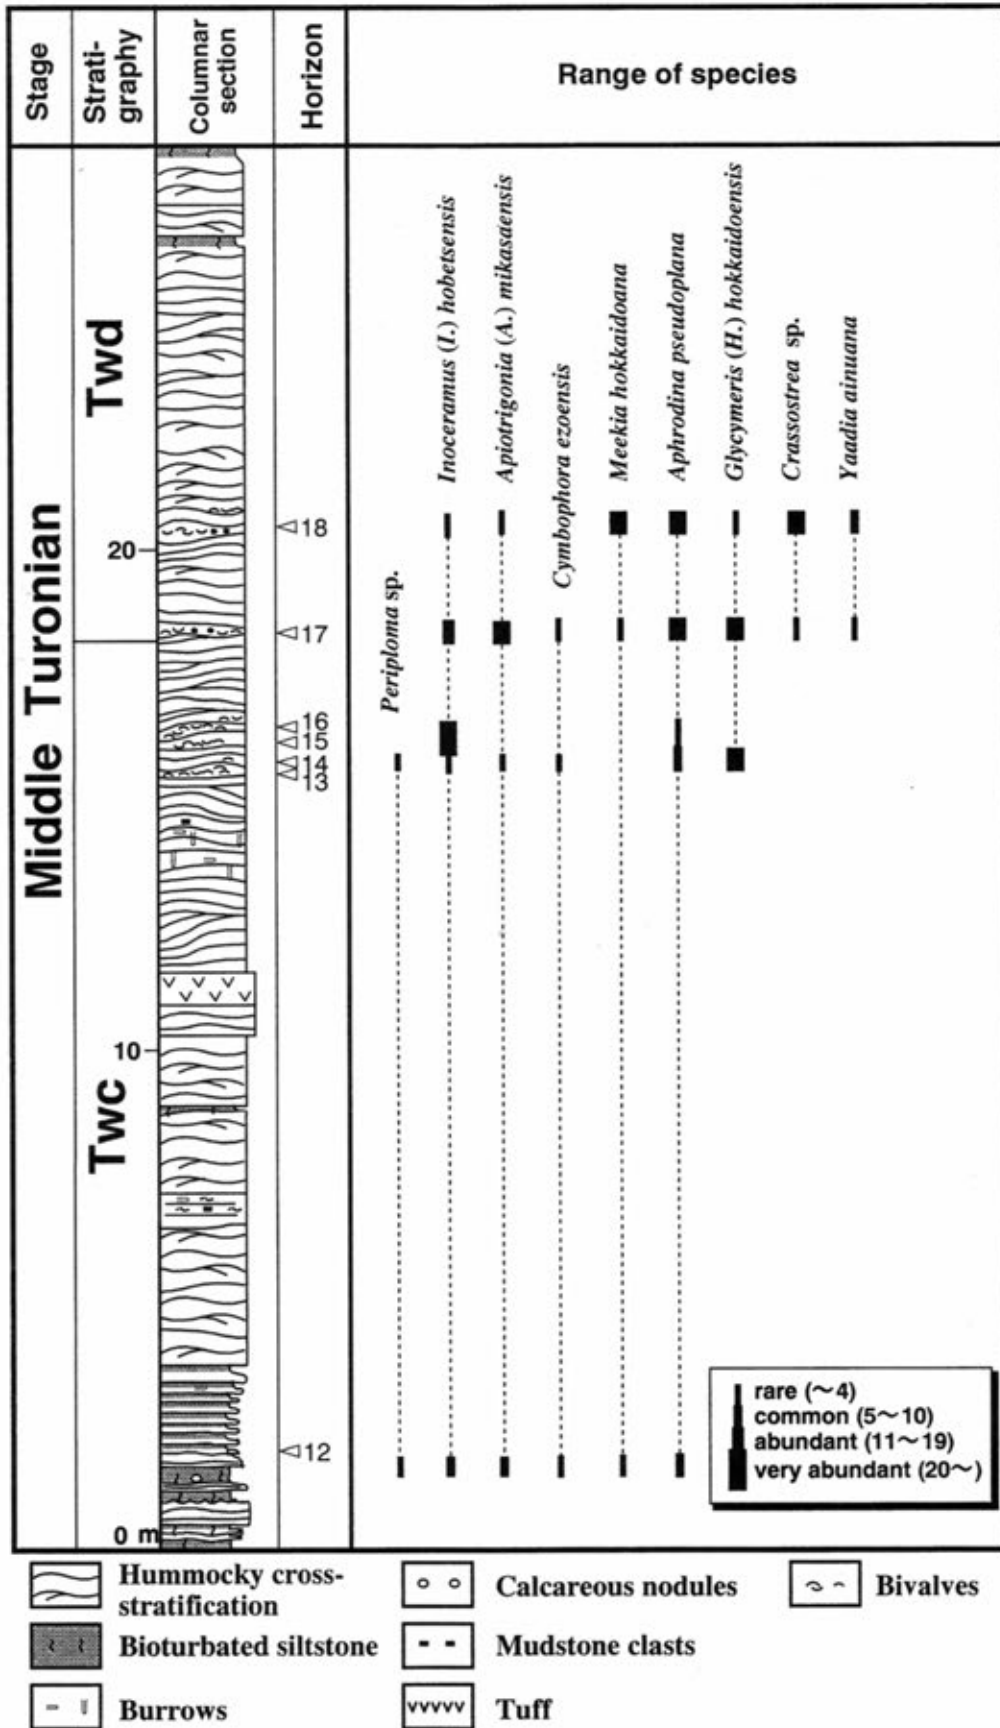 Stage
Strati-
graphy
Columnar
section
Horizon
Range of species
Middle Turonian
Twd
Twc
20
10
0 m
18
17
16
15
14
13
12
Periploma sp.
Inoceramus (I.) hobetsensis
Apiotrigonia (A.) mikasaensis
Cymbophora ezoensis
Meekia hokkaidoana
Aphrodina pseudoplana
Glycymeris (H.) hokkaidoensis
Crassostrea sp.
Yaadia ainuana
rare (~4)
common (5~10)
abundant (11~19)
very abundant (20~)
Hummocky cross-
stratification
Bioturbated siltstone
Burrows
Calcareous nodules
Mudstone clasts
Tuff
Bivalves